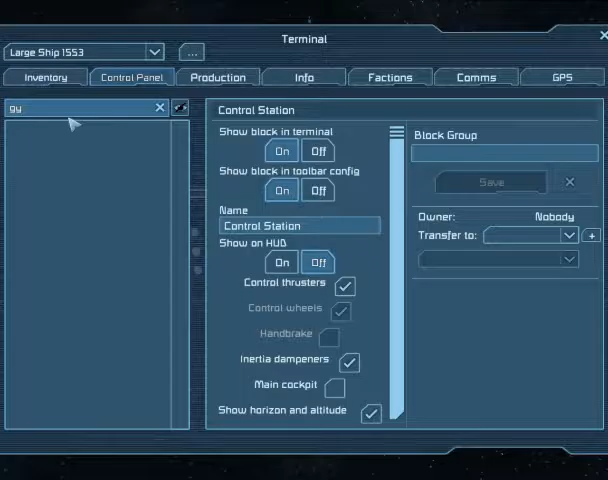 Terminal
Large Ship 1553
...
Inventory
Control Panel
Production
Info
Factions
Comms
GPS
gy
Control Station
Show block in terminal
On Off
Show block in toolbar config
On Off
Name
Control Station
Show on HUD
On Off
Control thrusters
Control wheels
Handbrake
Inertia dampeners
Main cockpit
Show horizon and altitude
Block Group
Save
Owner: Nobody
Transfer to: